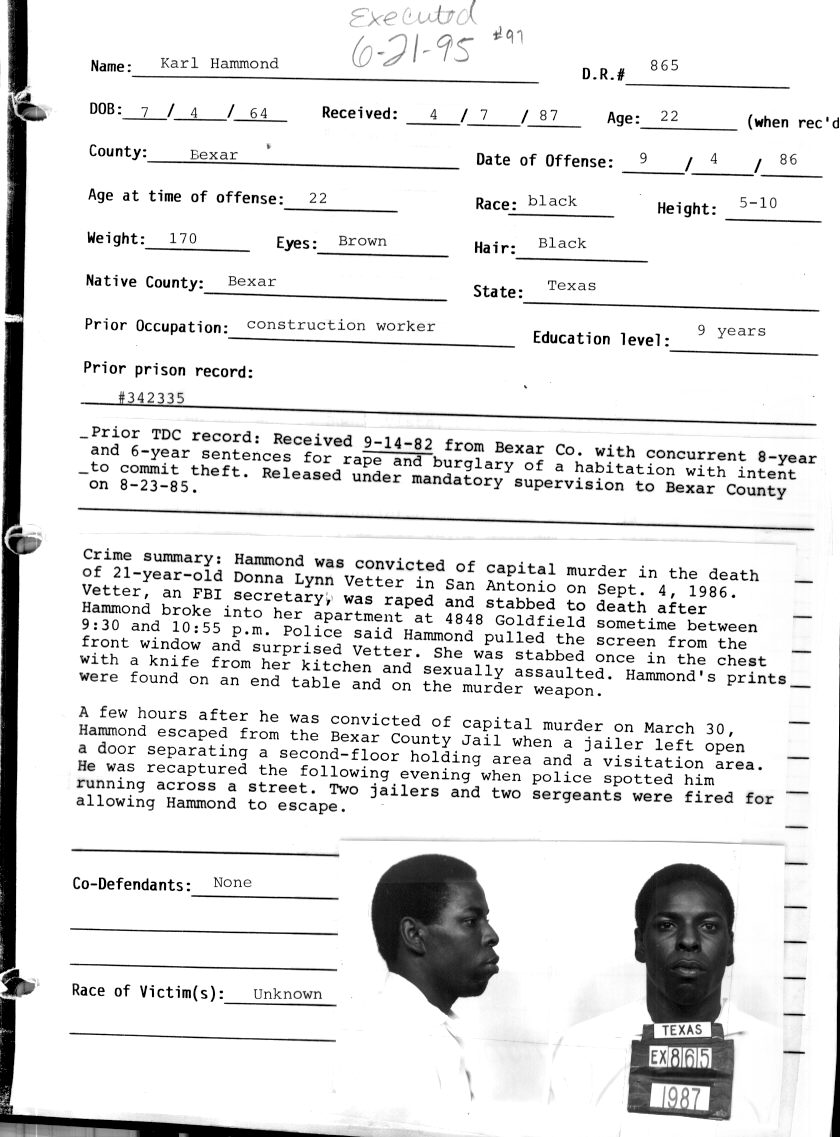 Executed
6-21-95 #97
Name: Karl Hammond D.R.# 865
DOB: 7 / 4 / 64 Received: 4 / 7 / 87 Age: 22 (when rec'd
County: Bexar Date of Offense: 9 / 4 / 86
Age at time of offense: 22 Race: black Height: 5-10
Weight: 170 Eyes: Brown Hair: Black
Native County: Bexar State: Texas
Prior Occupation: construction worker Education level: 9 years
Prior prison record:
#342335
Prior TDC record: Received 9-14-82 from Bexar Co. with concurrent 8-year
and 6-year sentences for rape and burglary of a habitation with intent
to commit theft. Released under mandatory supervision to Bexar County
on 8-23-85.
Crime summary: Hammond was convicted of capital murder in the death
of 21-year-old Donna Lynn Vetter in San Antonio on Sept. 4, 1986.
Vetter, an FBI secretary, was raped and stabbed to death after
Hammond broke into her apartment at 4848 Goldfield sometime between
9:30 and 10:55 p.m. Police said Hammond pulled the screen from the
front window and surprised Vetter. She was stabbed once in the chest
with a knife from her kitchen and sexually assaulted. Hammond's prints
were found on an end table and on the murder weapon.
A few hours after he was convicted of capital murder on March 30,
Hammond escaped from the Bexar County Jail when a jailer left open
a door separating a second-floor holding area and a visitation area.
He was recaptured the following evening when police spotted him
running across a street. Two jailers and two sergeants were fired for
allowing Hammond to escape.
Co-Defendants: None
Race of Victim(s): Unknown
TEXAS
EX865
1987